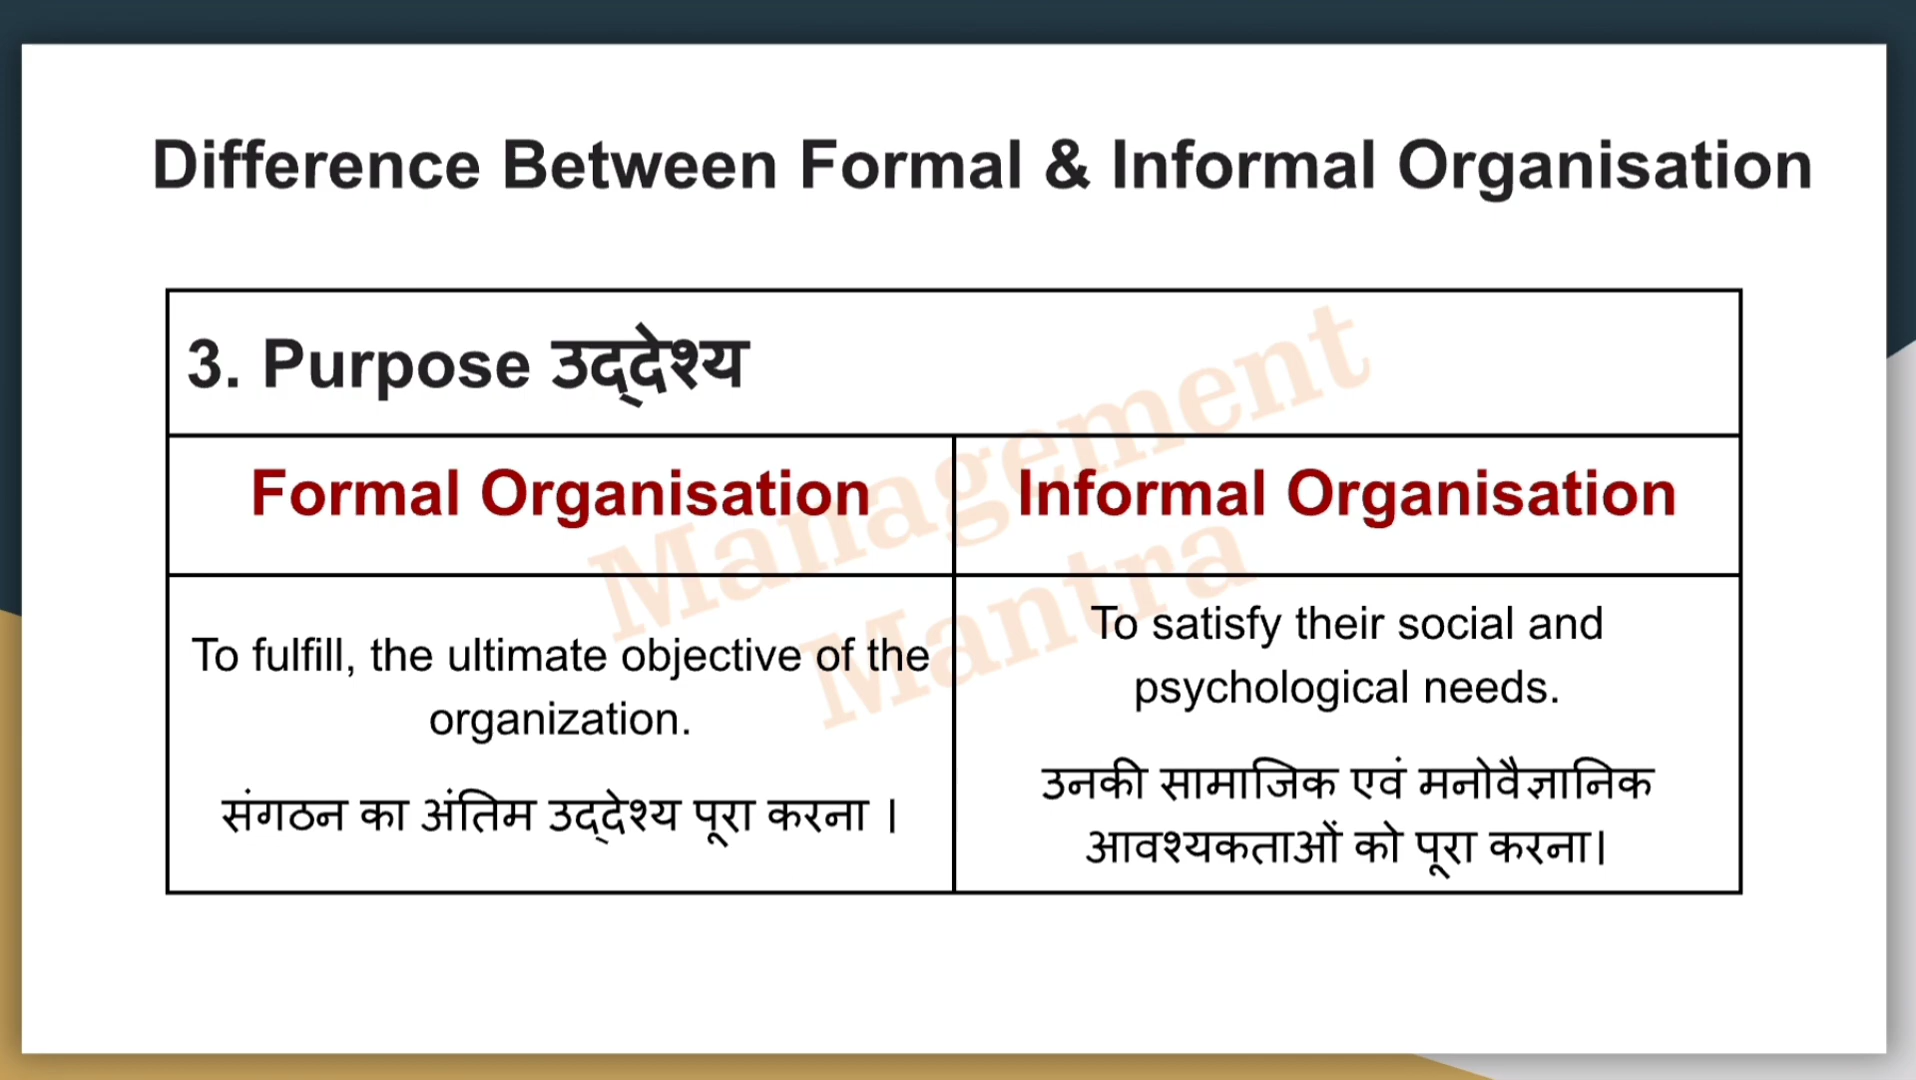 Difference Between Formal & Informal Organisation
3. Purpose उद्देश्य
Formal Organisation
Informal Organisation
To fulfill, the ultimate objective of the
organization.
संगठन का अंतिम उद्देश्य पूरा करना ।
To satisfy their social and
psychological needs.
उनकी सामाजिक एवं मनोवैज्ञानिक
आवश्यकताओं को पूरा करना।
Management
Mantra